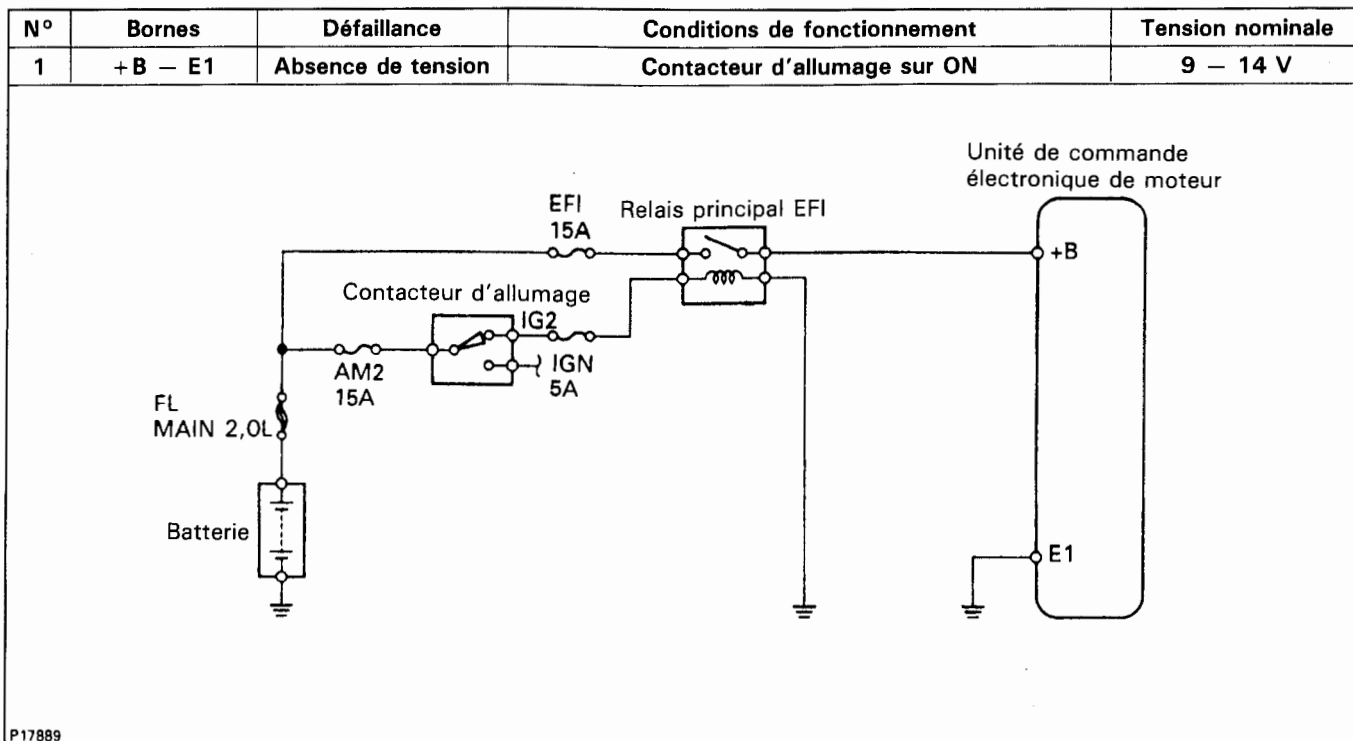 N° Bornes Défaillance Conditions de fonctionnement Tension nominale
1 +B — E1 Absence de tension Contacteur d'allumage sur ON 9 — 14 V
Unité de commande
électronique de moteur
EFI
15A
Relais principal EFI
+B
Contacteur d'allumage
IG2
AM2
15A
IGN
5A
FL
MAIN 2,0L
Batterie
E1
P17889